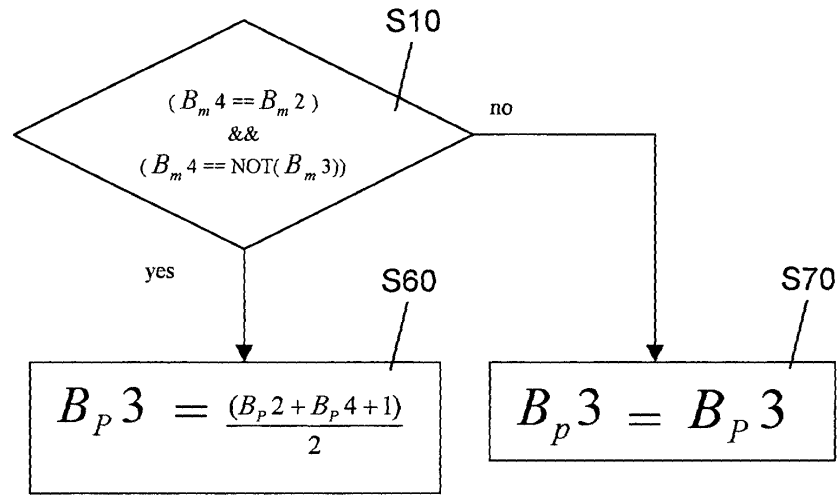 S10
( B_m 4 == B_m 2 )
&&
( B_m 4 == NOT( B_m 3))
no
yes
S60
S70
B_P 3 = (B_P 2 + B_P 4 + 1) / 2
B_p 3 = B_P 3